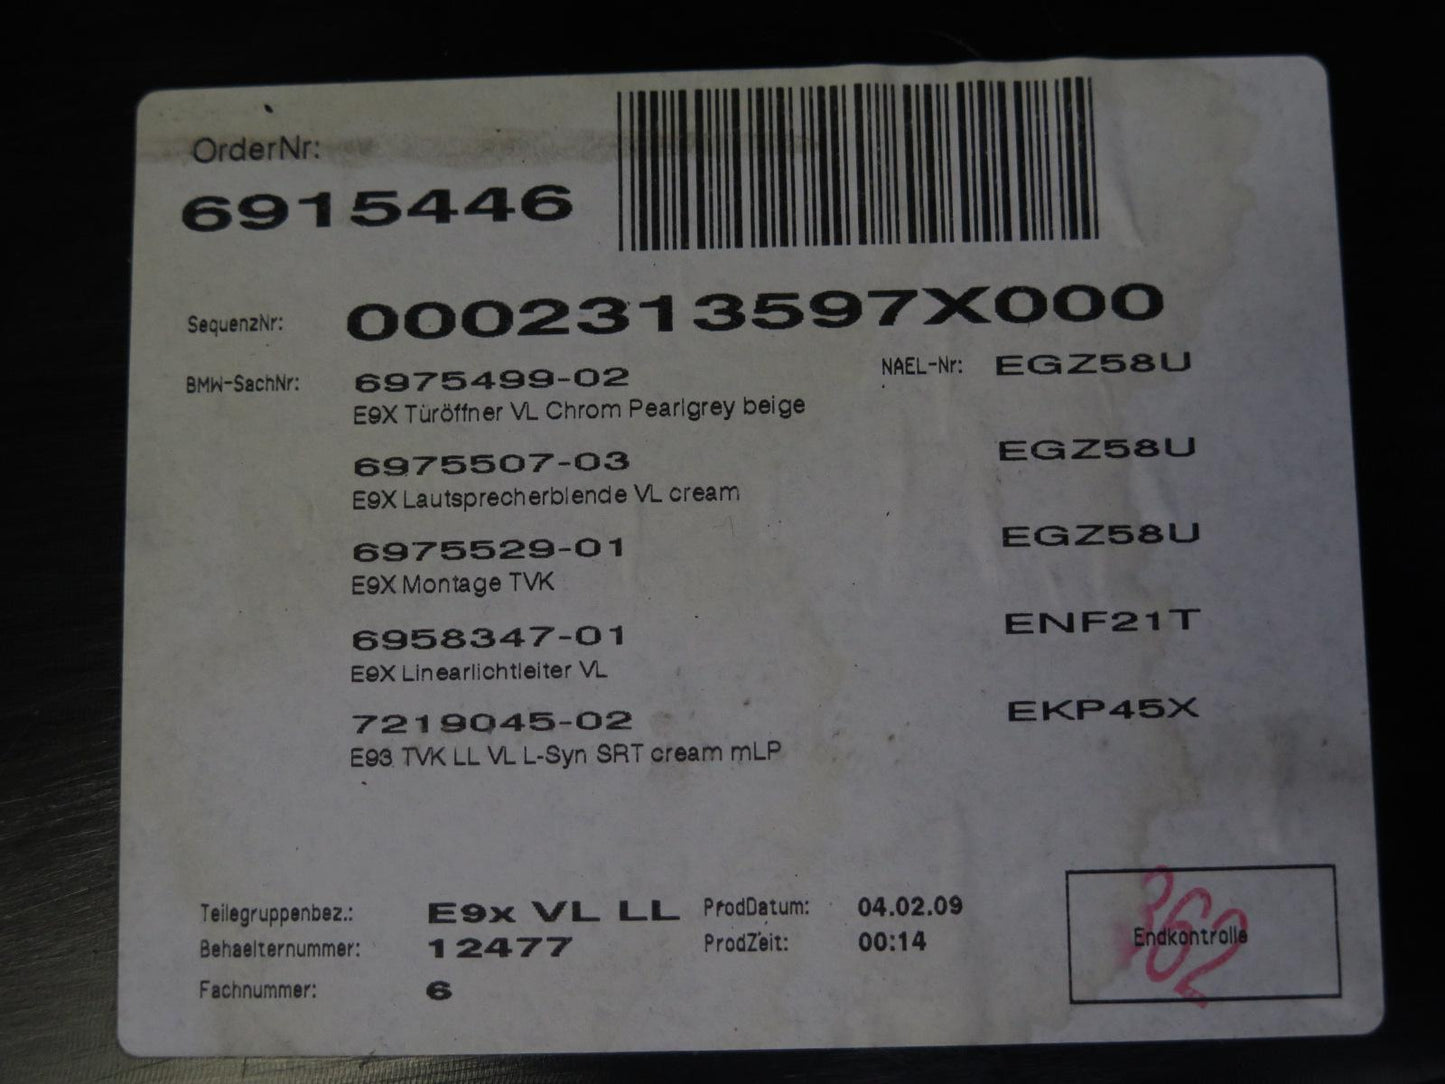 OrderNr:
6915446
SequenzNr: 0002313597X000
BMW-SachNr: 6975499-02 NAEL-Nr: EGZ58U
E9X Türöffner VL Chrom Pearlgrey beige
6975507-03 EGZ58U
E9X Lautsprecherblende VL cream
6975529-01 EGZ58U
E9X Montage TVK
6958347-01 ENF21T
E9X Linearlichtleiter VL
7219045-02 EKP45X
E93 TVK LL VL L-Syn SRT cream mLP
Teilegruppenbez.: E9x VL LL ProdDatum: 04.02.09
Behaelternummer: 12477 ProdZeit: 00:14
Endkontrolle
362
Fachnummer: 6